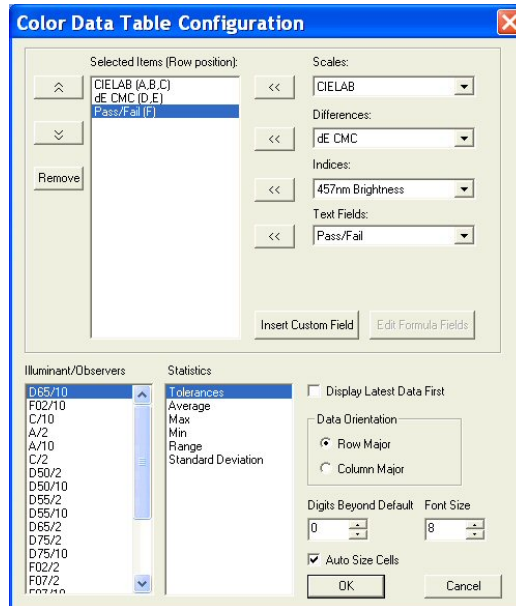 Color Data Table Configuration
Selected Items (Row position):
CIELAB (A,B,C)
dE CMC (D,E)
Pass/Fail (F)
Remove
Scales:
<<
CIELAB
Differences:
<<
dE CMC
Indices:
<<
457nm Brightness
Text Fields:
<<
Pass/Fail
Insert Custom Field
Edit Formula Fields
Illuminant/Observers
D65/10
F02/10
C/10
A/2
A/10
C/2
D50/2
D50/10
D55/2
D55/10
D65/2
D75/2
D75/10
F02/2
F07/2
F07/10
Statistics
Tolerances
Average
Max
Min
Range
Standard Deviation
Display Latest Data First
Data Orientation
Row Major
Column Major
Digits Beyond Default
Font Size
0
8
Auto Size Cells
OK
Cancel